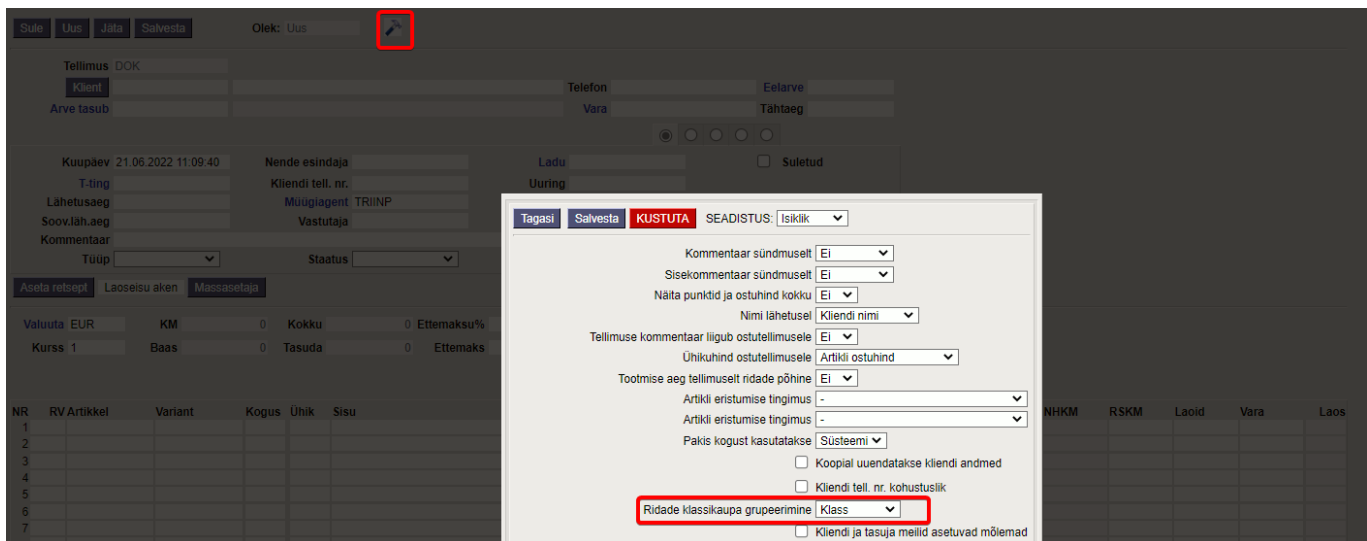 Sule Uus Jäta Salvesta Olek: Uus
Tellimus DOK
Klient Telefon Eelarve
Arve tasub Vara Tähtaeg
Kuupäev 21.06.2022 11:09:40 Nende esindaja Ladu Suletud
T-ting Kliendi tell. nr. Uuring
Lähetusaeg Müügiagent TRIINP
Soov.läh.aeg Vastutaja
Kommentaar
Tüüp Staatus
Aseta retsept Laoseisu aken Massasetaja
Valuuta EUR KM 0 Kokku 0 Ettemaksu%
Kurss 1 Baas 0 Tasuda 0 Ettemaks
NR RV Artikkel Variant Kogus Ühik Sisu NHKM RSKM Laoid Vara Laos
1
2
3
4
5
6
7
Tagasi Salvesta KUSTUTA SEADISTUS: Isiklik
Kommentaar sündmuselt Ei
Sisekommentaar sündmuselt Ei
Näita punktid ja ostuhind kokku Ei
Nimi lähetusel Kliendi nimi
Tellimuse kommentaar liigub ostutellimusele Ei
Ühikuhind ostutellimusele Artikli ostuhind
Tootmise aeg tellimuselt ridade põhine Ei
Artikli eristumise tingimus -
Artikli eristumise tingimus -
Pakis kogust kasutatakse Süsteemi
Koopial uuendatakse kliendi andmed
Kliendi tell. nr. kohustuslik
Ridade klassikaupa grupeerimine Klass
Kliendi ja tasuja meilid asetuvad mõlemad